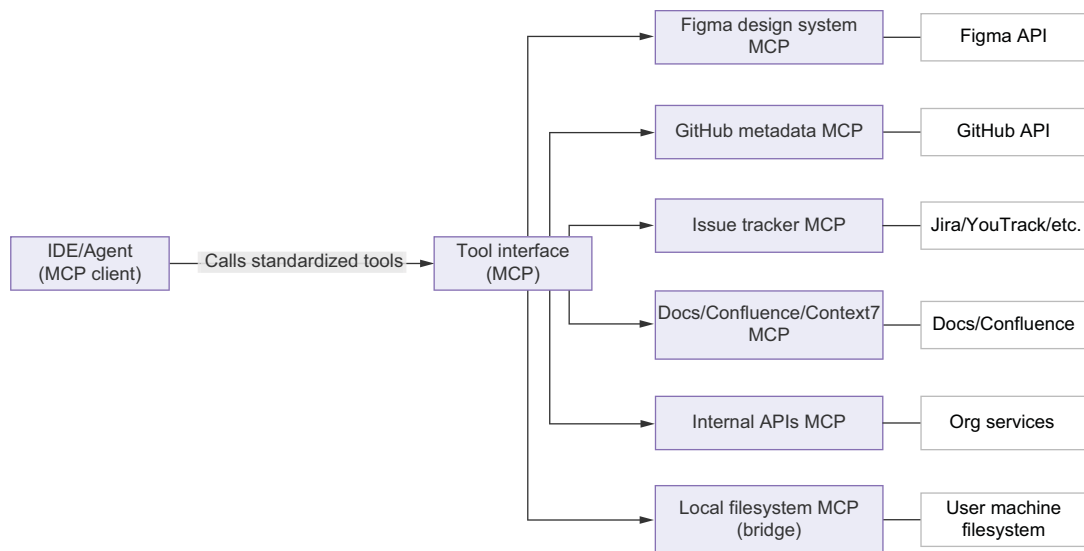 Figma design system
MCP
Figma API
GitHub metadata MCP
GitHub API
Issue tracker MCP
Jira/YouTrack/etc.
IDE/Agent
(MCP client)
Calls standardized tools
Tool interface
(MCP)
Docs/Confluence/Context7
MCP
Docs/Confluence
Internal APIs MCP
Org services
Local filesystem MCP
(bridge)
User machine
filesystem